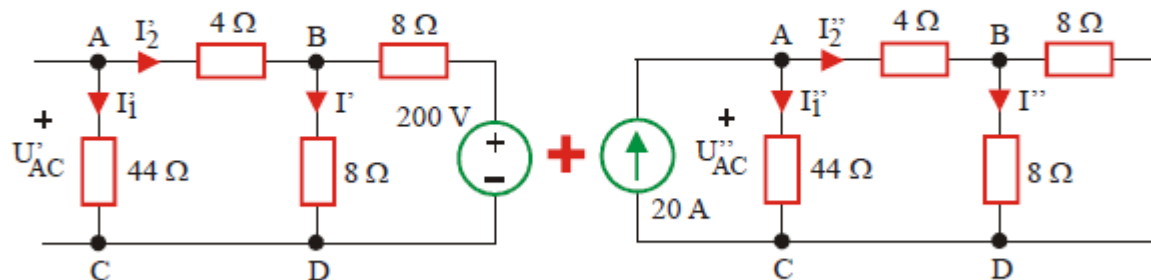 A I'₂ 4 Ω B 8 Ω
+ I'₁ I' 200 V +
U'AC 44 Ω 8 Ω −
C D
+
A I''₂ 4 Ω B 8 Ω
+ I''₁ I''
U''AC 44 Ω 8 Ω
20 A
C D